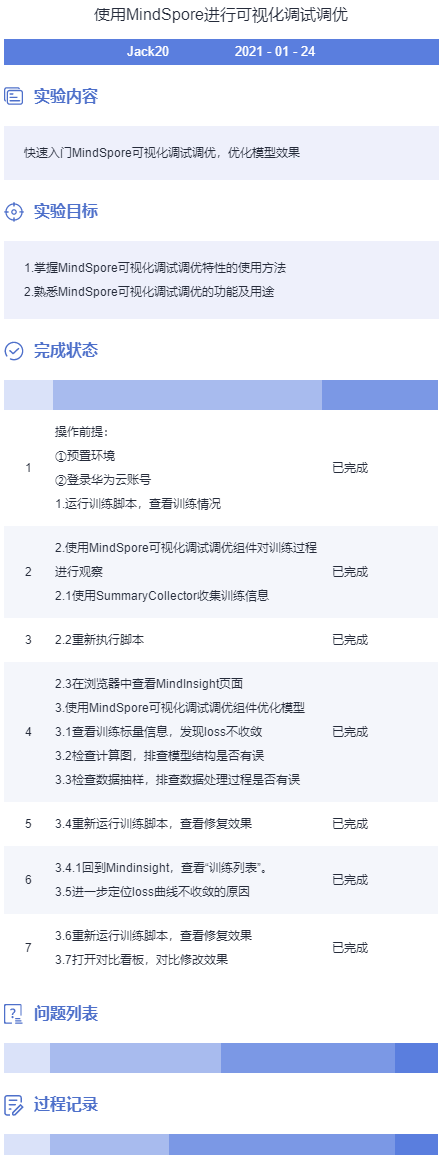 使用MindSpore进行可视化调试调优
Jack20 2021 - 01 - 24
实验内容
快速入门MindSpore可视化调试调优，优化模型效果
实验目标
1.掌握MindSpore可视化调试调优特性的使用方法
2.熟悉MindSpore可视化调试调优的功能及用途
完成状态
操作前提：
①预置环境
1 已完成
②登录华为云账号
1.运行训练脚本，查看训练情况
2.使用MindSpore可视化调试调优组件对训练过程
2 进行观察 已完成
2.1使用SummaryCollector收集训练信息
3 2.2重新执行脚本 已完成
2.3在浏览器中查看MindInsight页面
3.使用MindSpore可视化调试调优组件优化模型
4 3.1查看训练标量信息，发现loss不收敛 已完成
3.2检查计算图，排查模型结构是否有误
3.3检查数据抽样，排查数据处理过程是否有误
5 3.4重新运行训练脚本，查看修复效果 已完成
3.4.1回到Mindinsight，查看“训练列表”。
6 已完成
3.5进一步定位loss曲线不收敛的原因
3.6重新运行训练脚本，查看修复效果
7 已完成
3.7打开对比看板，对比修改效果
问题列表
过程记录